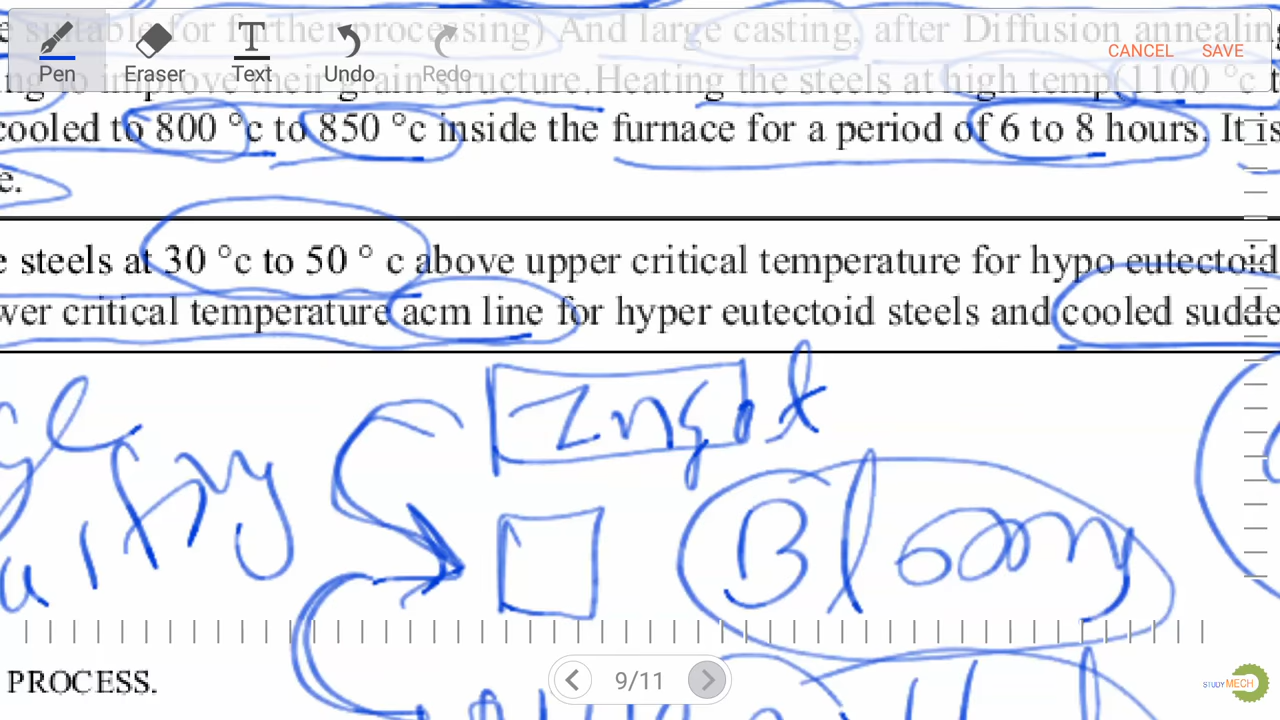 e suitable for further processing) And large casting, after Diffusion annealing
CANCEL SAVE
Pen Eraser Text Undo Redo
ng to improve their grain structure. Heating the steels at high temp(1100 °c t
cooled to 800 °c to 850 °c inside the furnace for a period of 6 to 8 hours. It is
e.
e steels at 30 °c to 50 ° c above upper critical temperature for hypo eutectoid
wer critical temperature acm line for hyper eutectoid steels and cooled sudde
Ingot
Bloom
PROCESS.
9/11
STUDY MECH